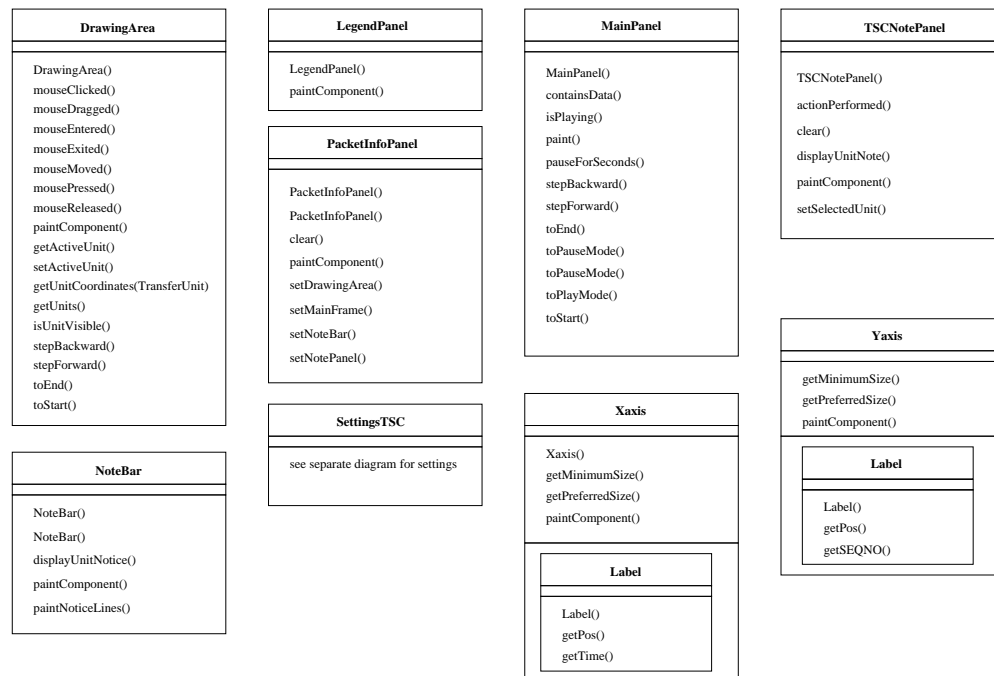 DrawingArea
DrawingArea()
mouseClicked()
mouseDragged()
mouseEntered()
mouseExited()
mouseMoved()
mousePressed()
mouseReleased()
paintComponent()
getActiveUnit()
setActiveUnit()
getUnitCoordinates(TransferUnit)
getUnits()
isUnitVisible()
stepBackward()
stepForward()
toEnd()
toStart()
NoteBar
NoteBar()
NoteBar()
displayUnitNotice()
paintComponent()
paintNoticeLines()
LegendPanel
LegendPanel()
paintComponent()
PacketInfoPanel
PacketInfoPanel()
PacketInfoPanel()
clear()
paintComponent()
setDrawingArea()
setMainFrame()
setNoteBar()
setNotePanel()
SettingsTSC
see separate diagram for settings
MainPanel
MainPanel()
containsData()
isPlaying()
paint()
pauseForSeconds()
stepBackward()
stepForward()
toEnd()
toPauseMode()
toPauseMode()
toPlayMode()
toStart()
Xaxis
Xaxis()
getMinimumSize()
getPreferredSize()
paintComponent()
Label
Label()
getPos()
getTime()
TSCNotePanel
TSCNotePanel()
actionPerformed()
clear()
displayUnitNote()
paintComponent()
setSelectedUnit()
Yaxis
getMinimumSize()
getPreferredSize()
paintComponent()
Label
Label()
getPos()
getSEQNO()